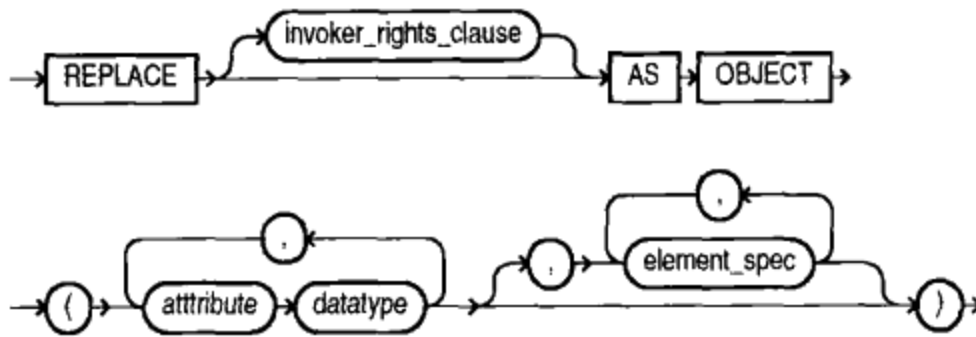 invoker_rights_clause
REPLACE AS OBJECT
, , ,
( atttribute datatype element_spec )